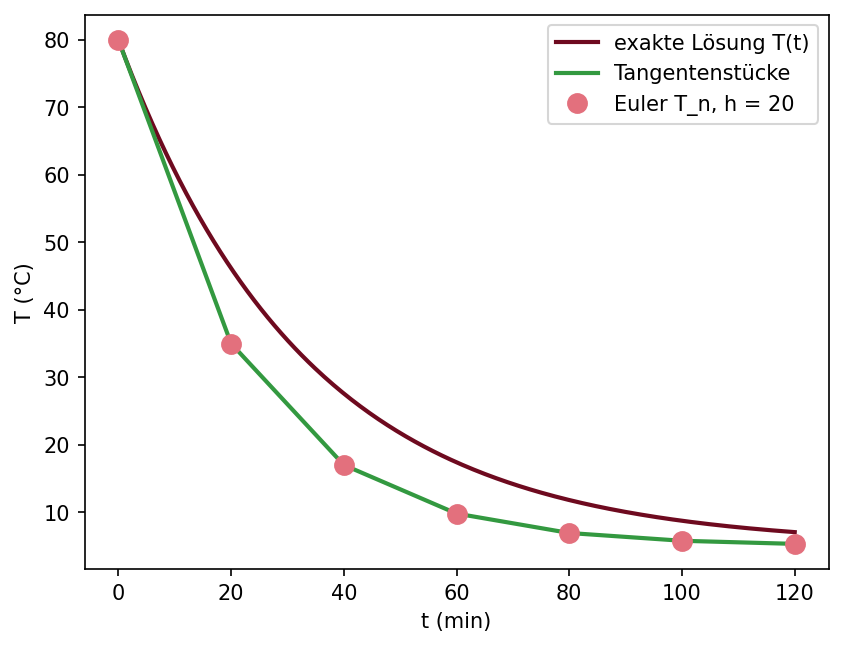 exakte Lösung T(t)
Tangentenstücke
Euler T_n, h = 20
T (°C)
80
70
60
50
40
30
20
10
0 20 40 60 80 100 120
t (min)